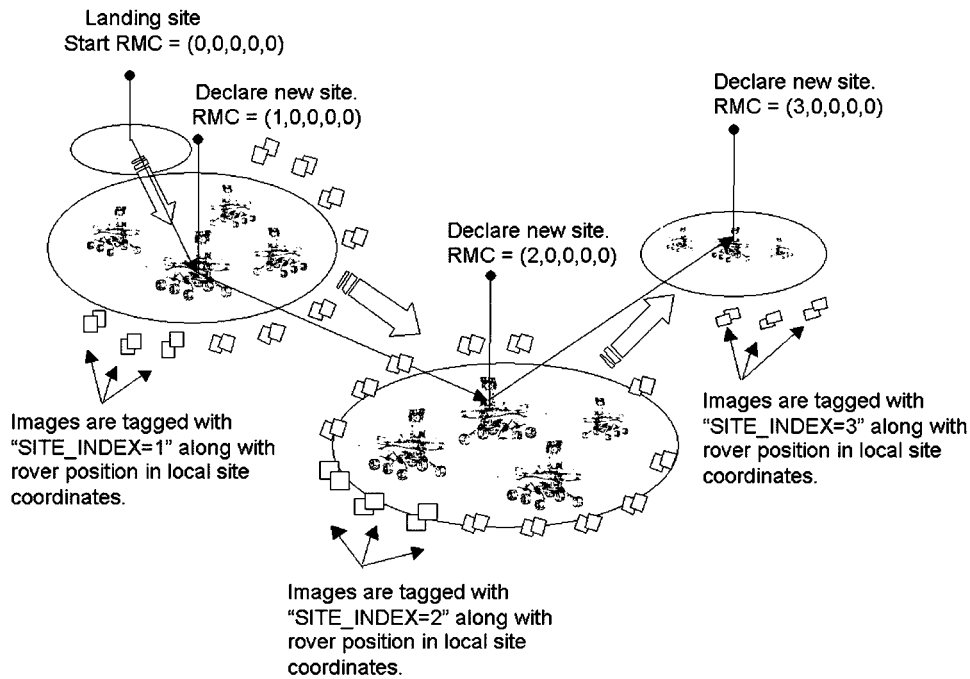 Landing site
Start RMC = (0,0,0,0,0)
Declare new site.
RMC = (1,0,0,0,0)
Declare new site.
RMC = (3,0,0,0,0)
Declare new site.
RMC = (2,0,0,0,0)
Images are tagged with
“SITE_INDEX=1” along with
rover position in local site
coordinates.
Images are tagged with
“SITE_INDEX=3” along with
rover position in local site
coordinates.
Images are tagged with
“SITE_INDEX=2” along with
rover position in local site
coordinates.